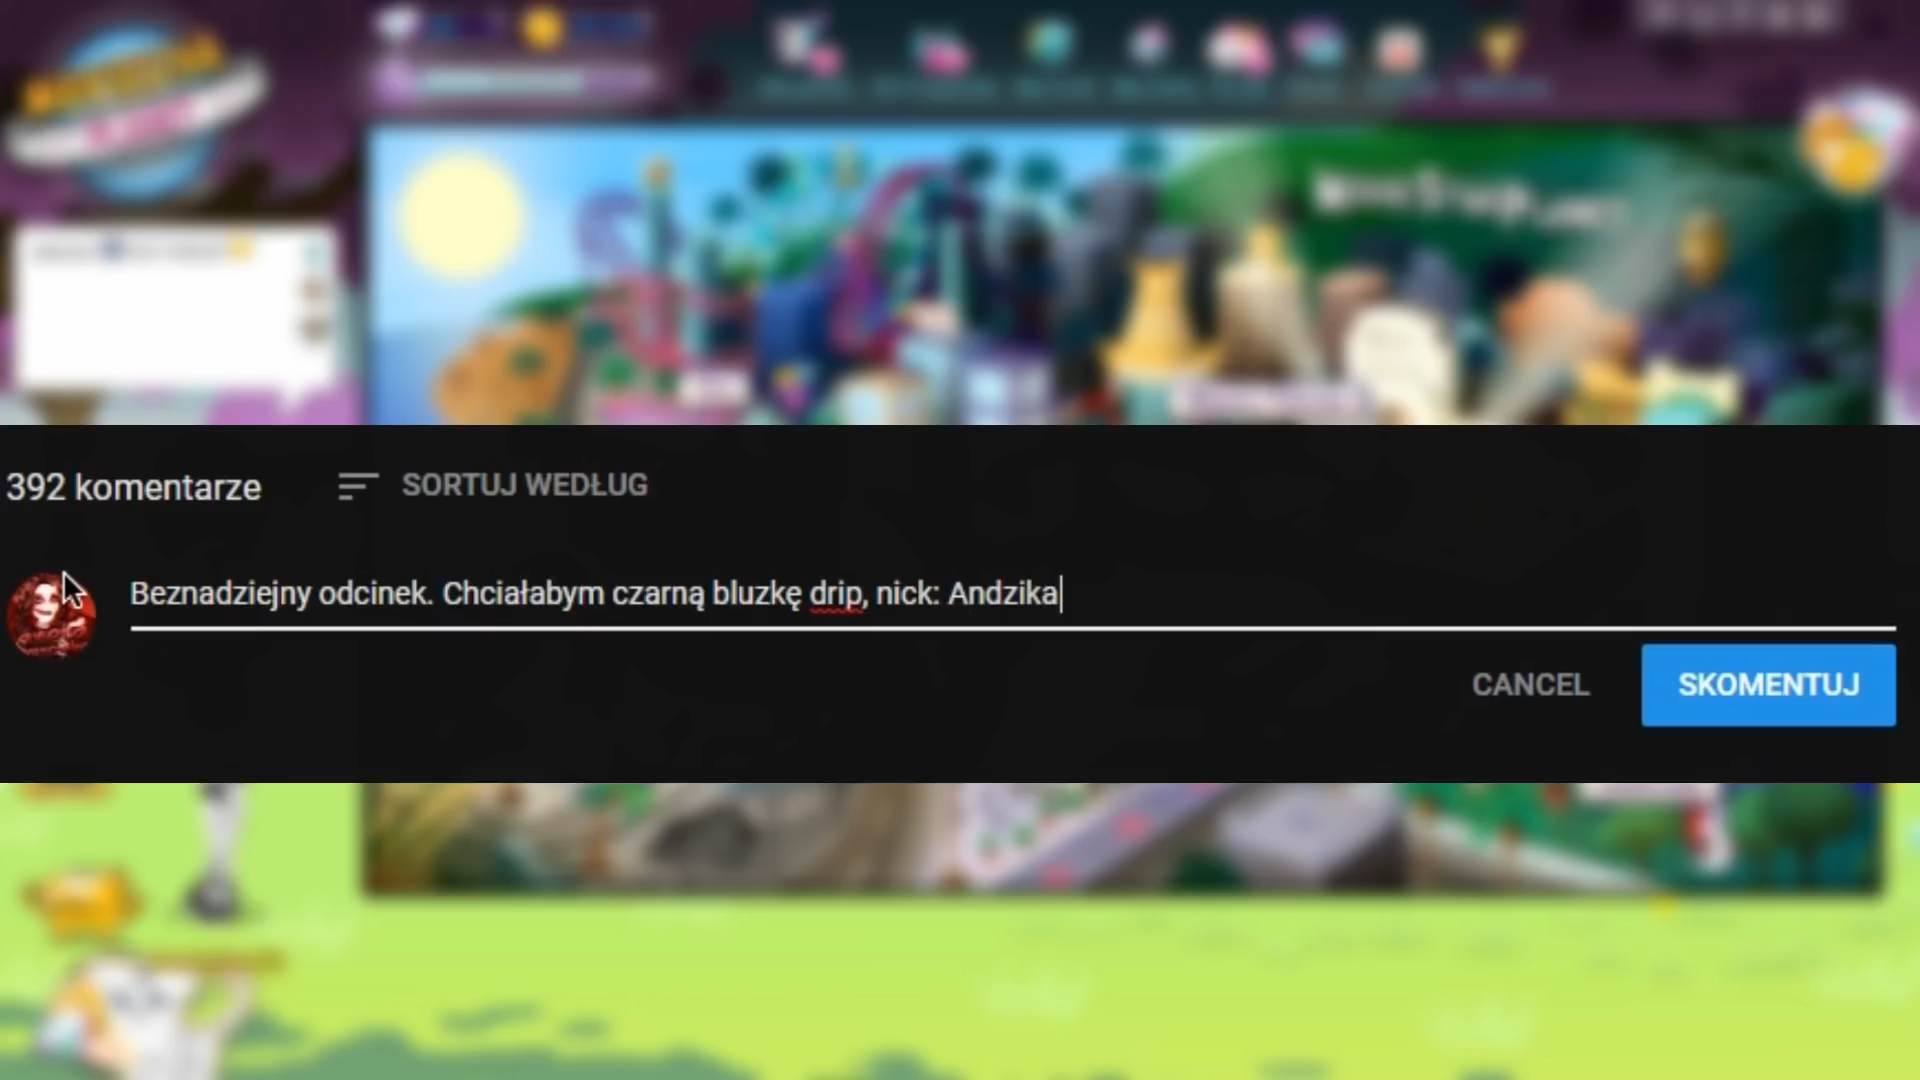 392 komentarze
SORTUJ WEDŁUG
Beznadziejny odcinek. Chciałabym czarną bluzkę drip, nick: Andzika
CANCEL
SKOMENTUJ